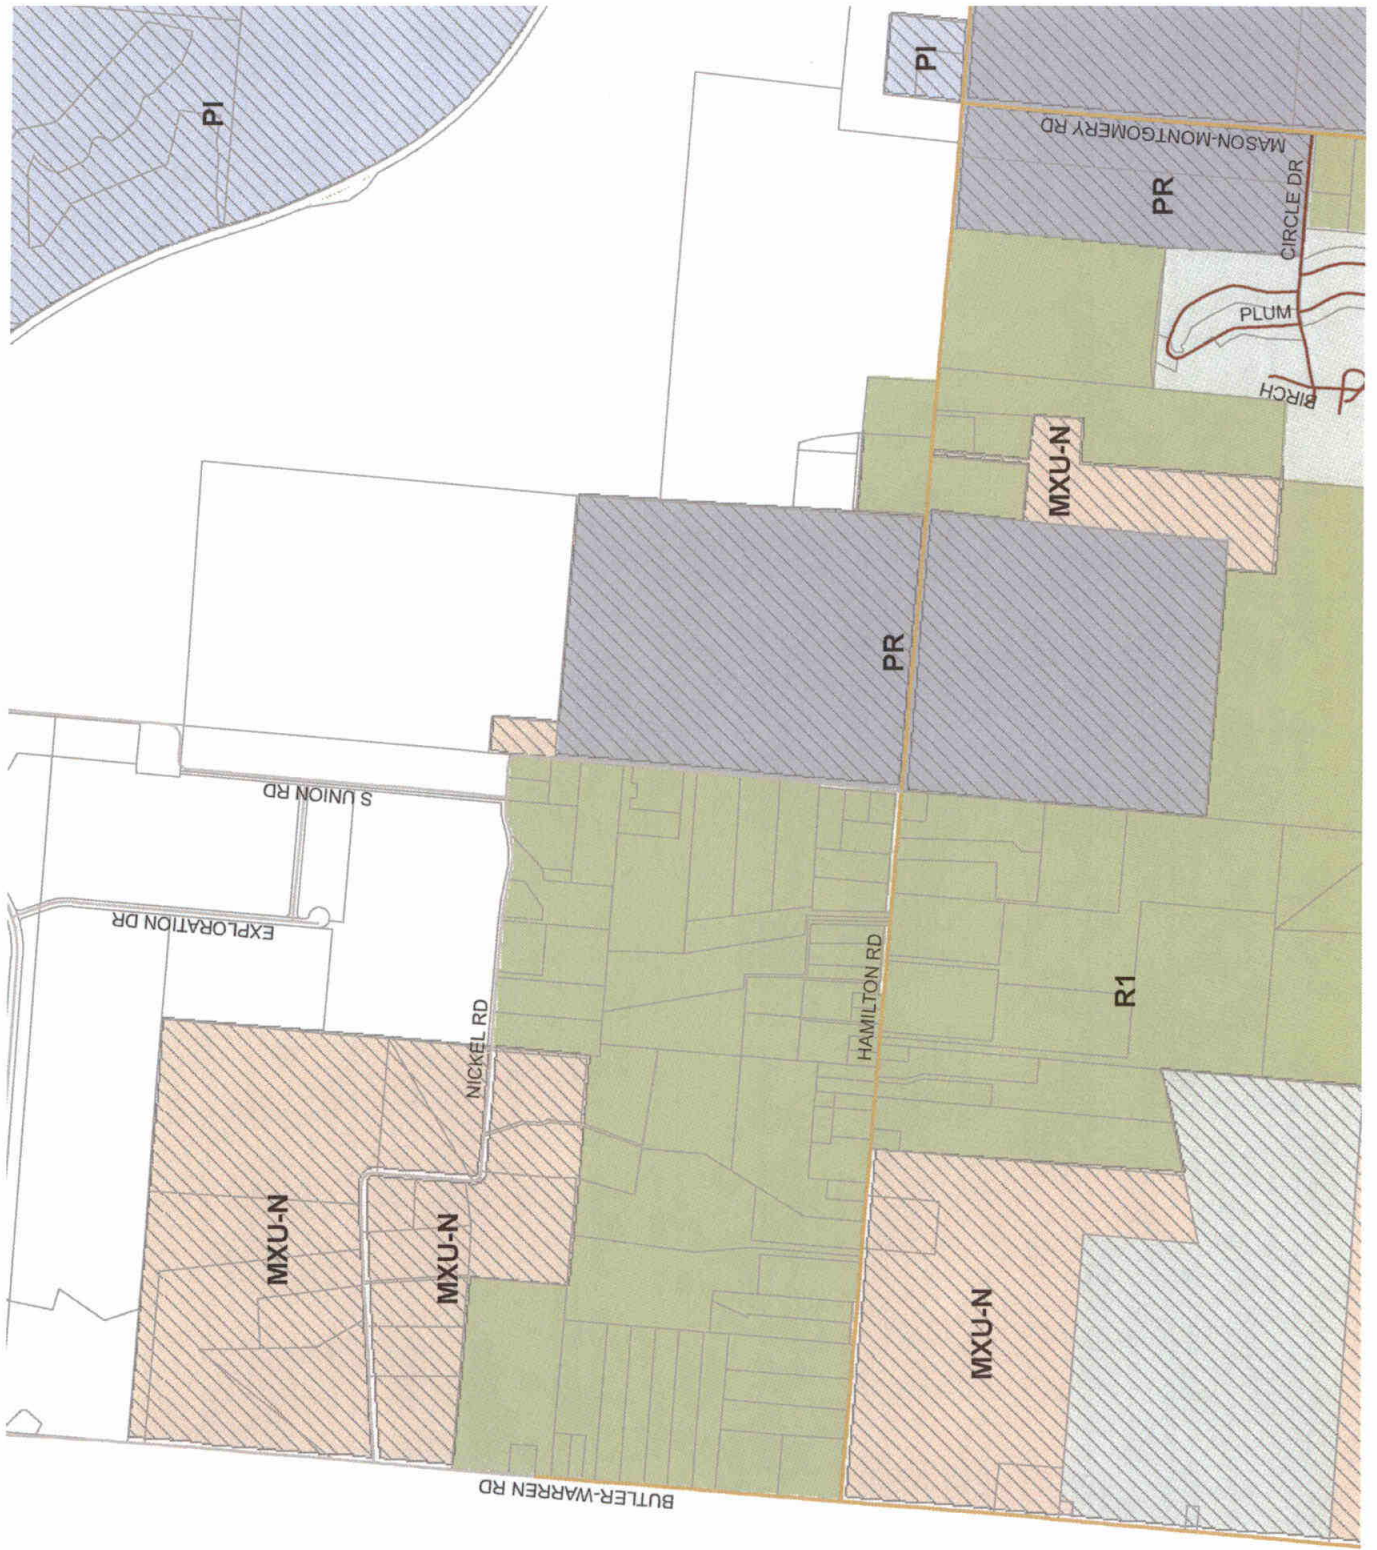 PI
PI
MASON-MONTGOMERY RD
PR
CIRCLE DR
PLUM
BIRCH
MXU-N
PR
S UNION RD
EXPLORATION DR
NICKEL RD
HAMILTON RD
R1
MXU-N
MXU-N
MXU-N
BUTLER-WARREN RD